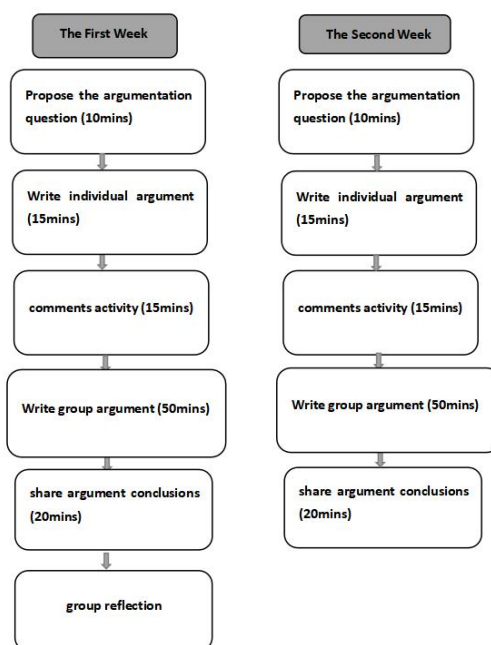 The First Week
Propose the argumentation
question (10mins)
Write individual argument
(15mins)
comments activity (15mins)
Write group argument (50mins)
share argument conclusions
(20mins)
group reflection
The Second Week
Propose the argumentation
question (10mins)
Write individual argument
(15mins)
comments activity (15mins)
Write group argument (50mins)
share argument conclusions
(20mins)